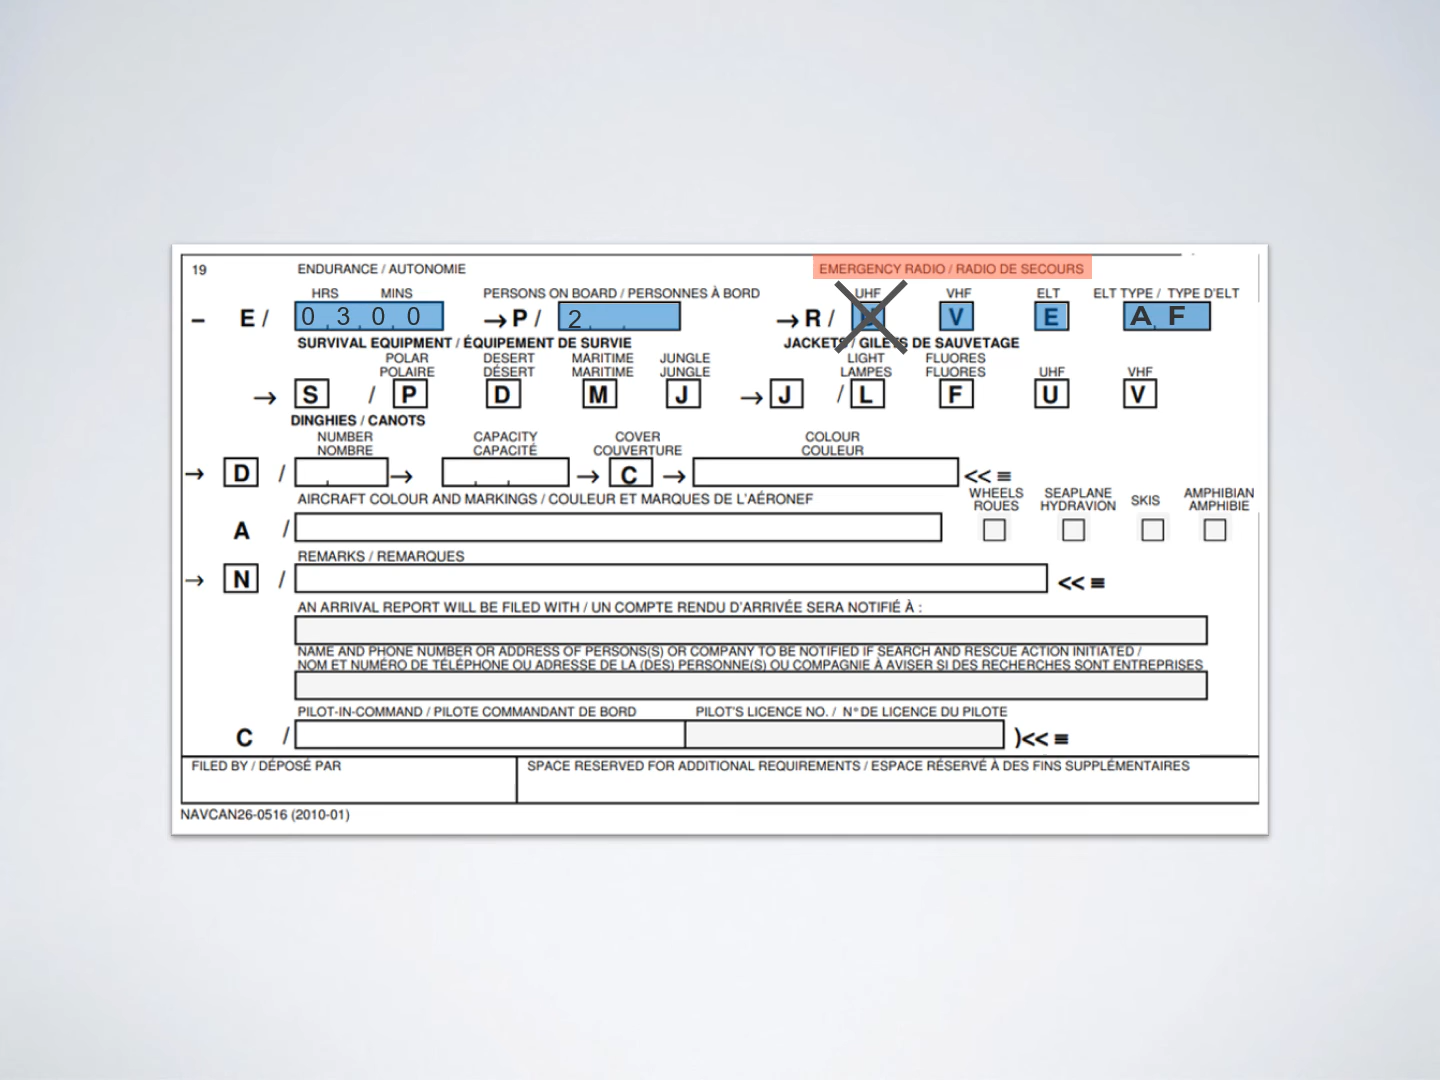 19 ENDURANCE / AUTONOMIE EMERGENCY RADIO / RADIO DE SECOURS
HRS MINS PERSONS ON BOARD / PERSONNES À BORD UHF VHF ELT ELT TYPE / TYPE D'ELT
– E / 0 3 0 0 → P / 2 → R / U V E A F
SURVIVAL EQUIPMENT / ÉQUIPEMENT DE SURVIE JACKETS / GILETS DE SAUVETAGE
POLAR DESERT MARITIME JUNGLE LIGHT FLUORES
POLAIRE DÉSERT MARITIME JUNGLE LAMPES FLUORES UHF VHF
→ S / P D M J → J / L F U V
DINGHIES / CANOTS
NUMBER CAPACITY COVER COLOUR
NOMBRE CAPACITÉ COUVERTURE COULEUR
→ D / → → C → << ≡
AIRCRAFT COLOUR AND MARKINGS / COULEUR ET MARQUES DE L'AÉRONEF WHEELS SEAPLANE SKIS AMPHIBIAN
ROUES HYDRAVION AMPHIBIE
A /
REMARKS / REMARQUES
→ N / << ≡
AN ARRIVAL REPORT WILL BE FILED WITH / UN COMPTE RENDU D'ARRIVÉE SERA NOTIFIÉ À :
NAME AND PHONE NUMBER OR ADDRESS OF PERSONS(S) OR COMPANY TO BE NOTIFIED IF SEARCH AND RESCUE ACTION INITIATED /
NOM ET NUMÉRO DE TÉLÉPHONE OU ADRESSE DE LA (DES) PERSONNE(S) OU COMPAGNIE À AVISER SI DES RECHERCHES SONT ENTREPRISES
PILOT-IN-COMMAND / PILOTE COMMANDANT DE BORD PILOT'S LICENCE NO. / N° DE LICENCE DU PILOTE
C / )<< ≡
FILED BY / DÉPOSÉ PAR SPACE RESERVED FOR ADDITIONAL REQUIREMENTS / ESPACE RÉSERVÉ À DES FINS SUPPLÉMENTAIRES
NAVCAN26-0516 (2010-01)